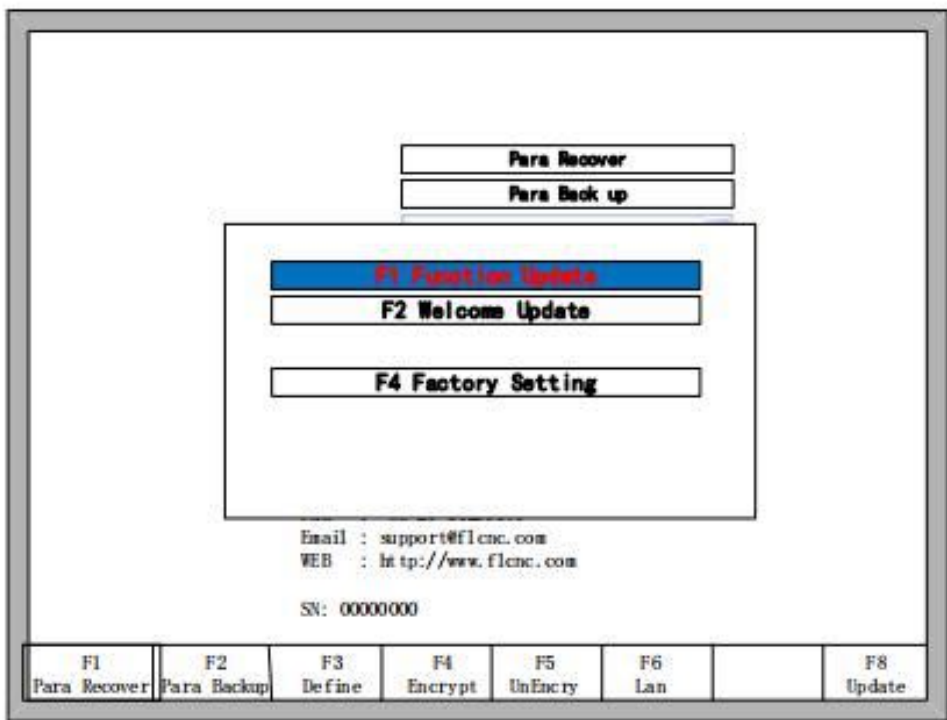 Para Recover
Para Back up
F1 Function Update
F2 Welcome Update
F4 Factory Setting
Email : support@flcnc.com
WEB : http://www.flcnc.com
SN: 00000000
F1 F2 F3 F4 F5 F6 F8
Para Recover Para Backup Define Encrypt UnEncry Lan Update